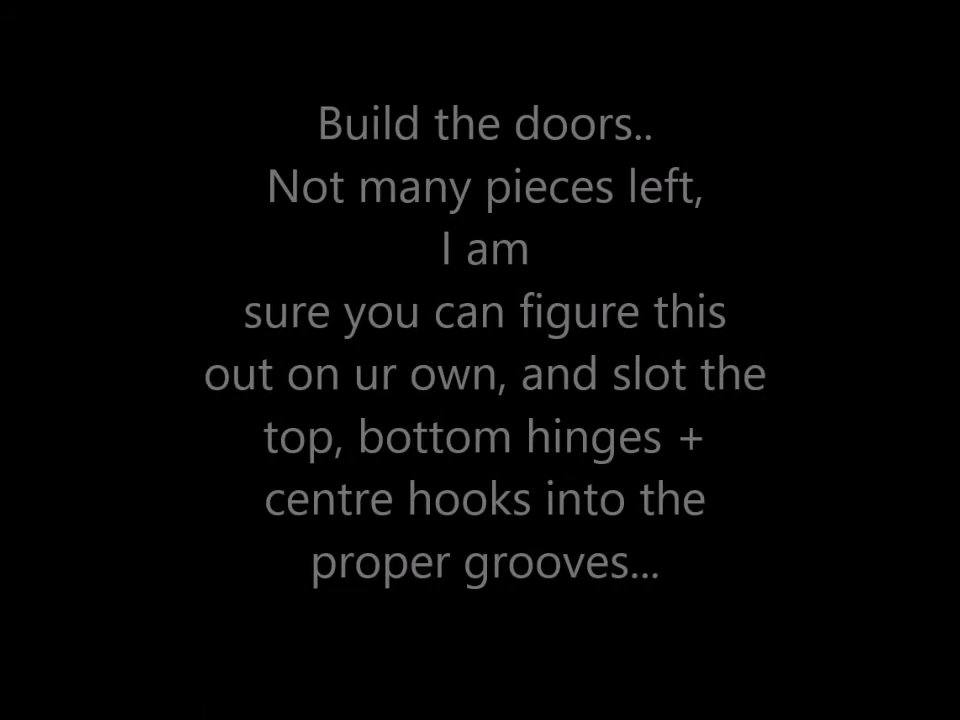 Build the doors..
Not many pieces left,
I am
sure you can figure this
out on ur own, and slot the
top, bottom hinges +
centre hooks into the
proper grooves...